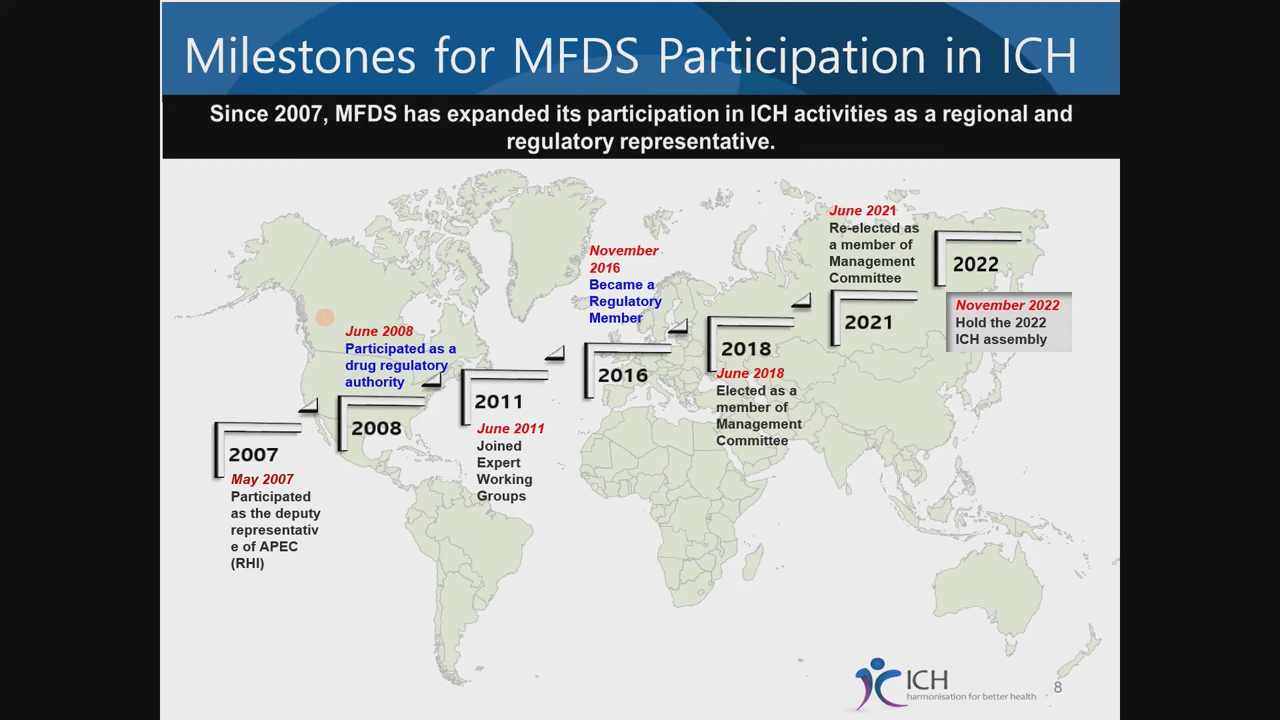 Milestones for MFDS Participation in ICH
Since 2007, MFDS has expanded its participation in ICH activities as a regional and
regulatory representative.
2007
May 2007
Participated
as the deputy
representativ
e of APEC
(RHI)
June 2008
Participated as a
drug regulatory
authority
2008
2011
June 2011
Joined
Expert
Working
Groups
November
2016
Became a
Regulatory
Member
2016
2018
June 2018
Elected as a
member of
Management
Committee
June 2021
Re-elected as
a member of
Management
Committee
2021
2022
November 2022
Hold the 2022
ICH assembly
ICH
harmonisation for better health
8